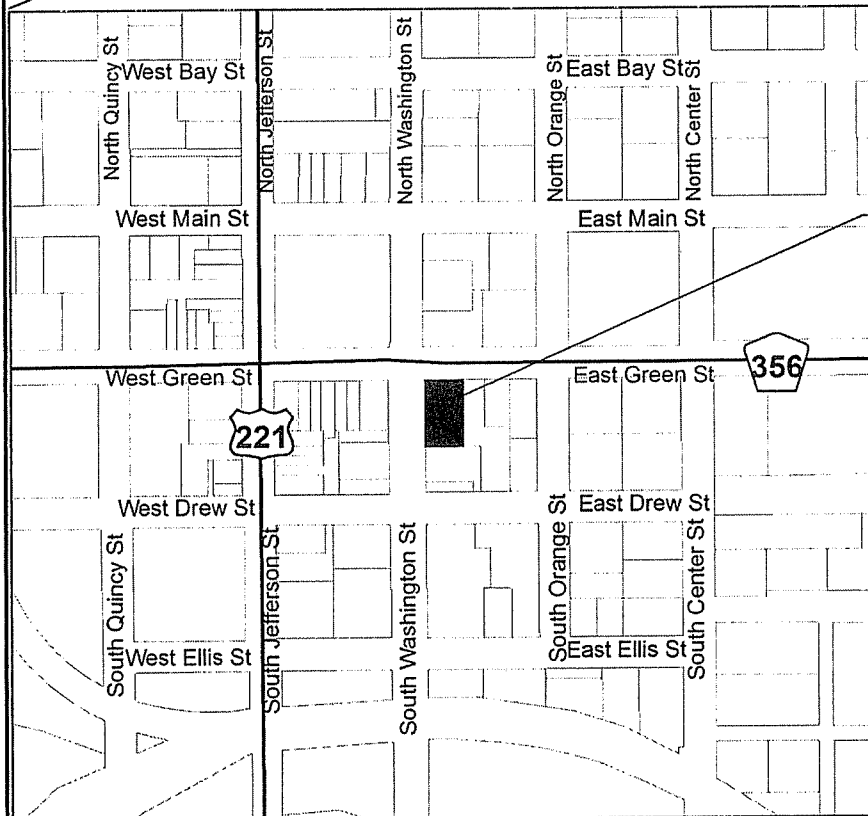 North Quincy St
West Bay St
North Jefferson St
North Washington St
North Orange St
East Bay St
North Center St
West Main St
East Main St
West Green St
East Green St
356
221
West Drew St
East Drew St
South Quincy St
South Jefferson St
South Washington St
South Orange St
South Center St
West Ellis St
East Ellis St